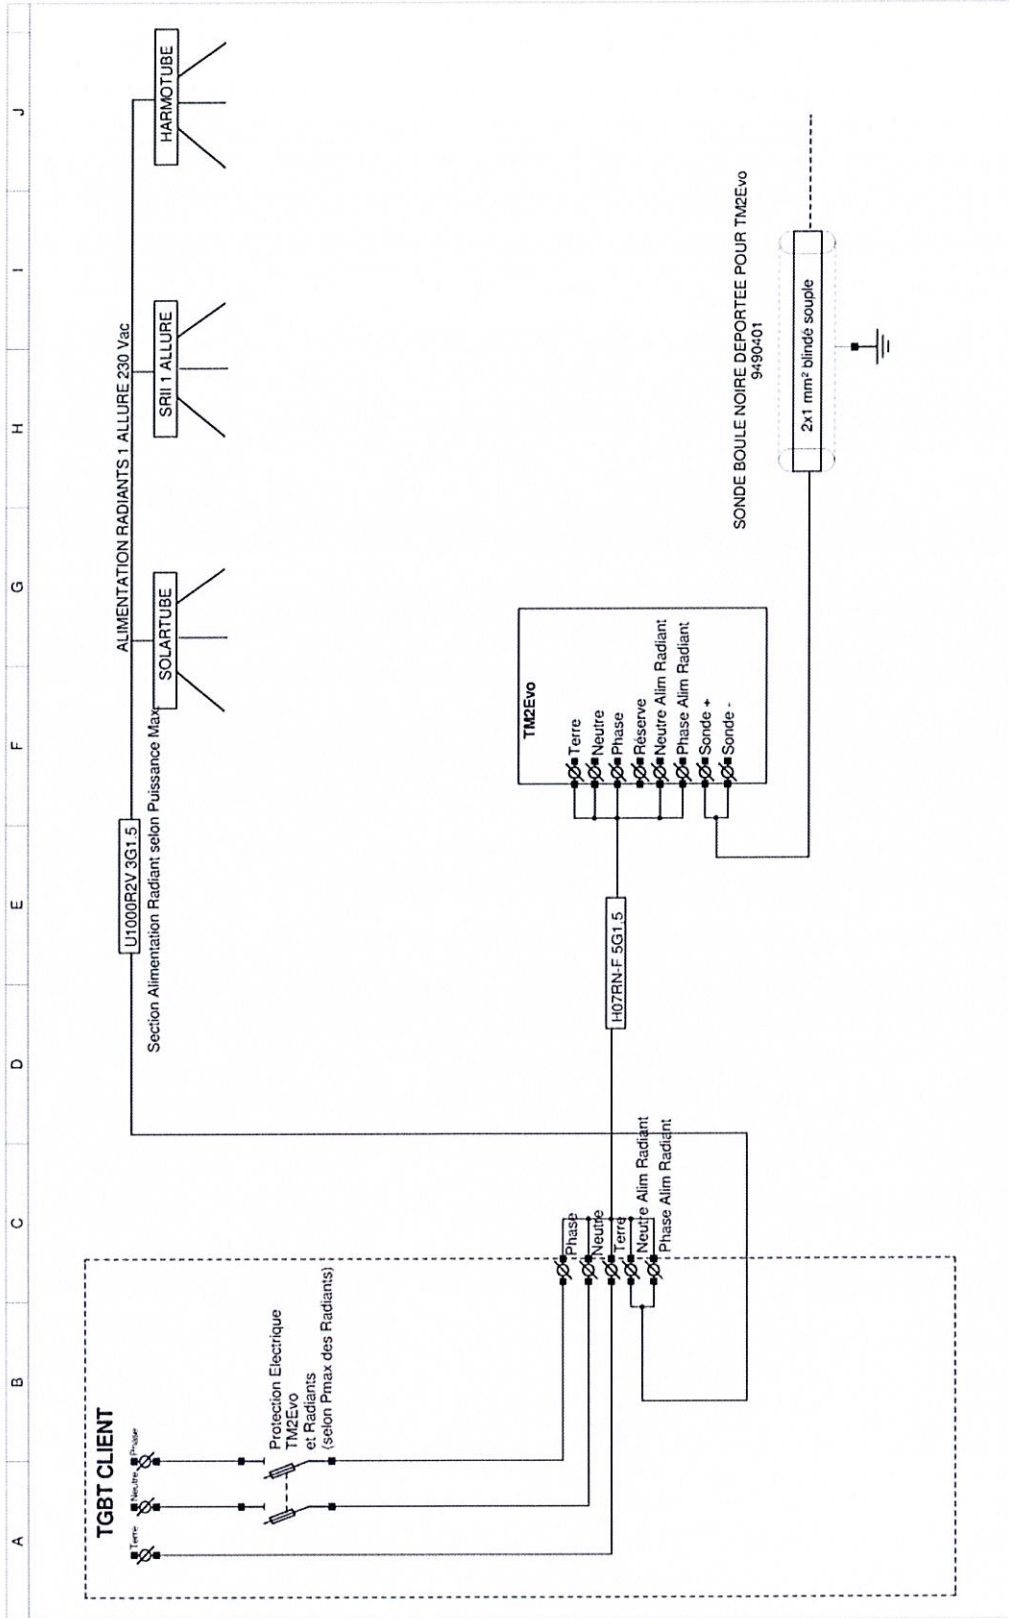 A
B
C
D
E
F
G
H
I
J
TGBT CLIENT
Terre
Neutre
Phase
Protection Electrique
TM2Evo
et Radiants
(selon Pmax des Radiants)
Phase
Neutre
Terre
Neutre Alim Radiant
Phase Alim Radiant
U1000R2V 3G1.5
Section Alimentation Radiant selon Puissance Max
ALIMENTATION RADIANTS 1 ALLURE 230 Vac
SOLARTUBE
SRII 1 ALLURE
HARMOTUBE
H07RN-F 5G1,5
TM2Evo
Terre
Neutre
Phase
Réserve
Neutre Alim Radiant
Phase Alim Radiant
Sonde +
Sonde -
SONDE BOULE NOIRE DEPORTEE POUR TM2Evo
9490401
2x1 mm² blindé souple